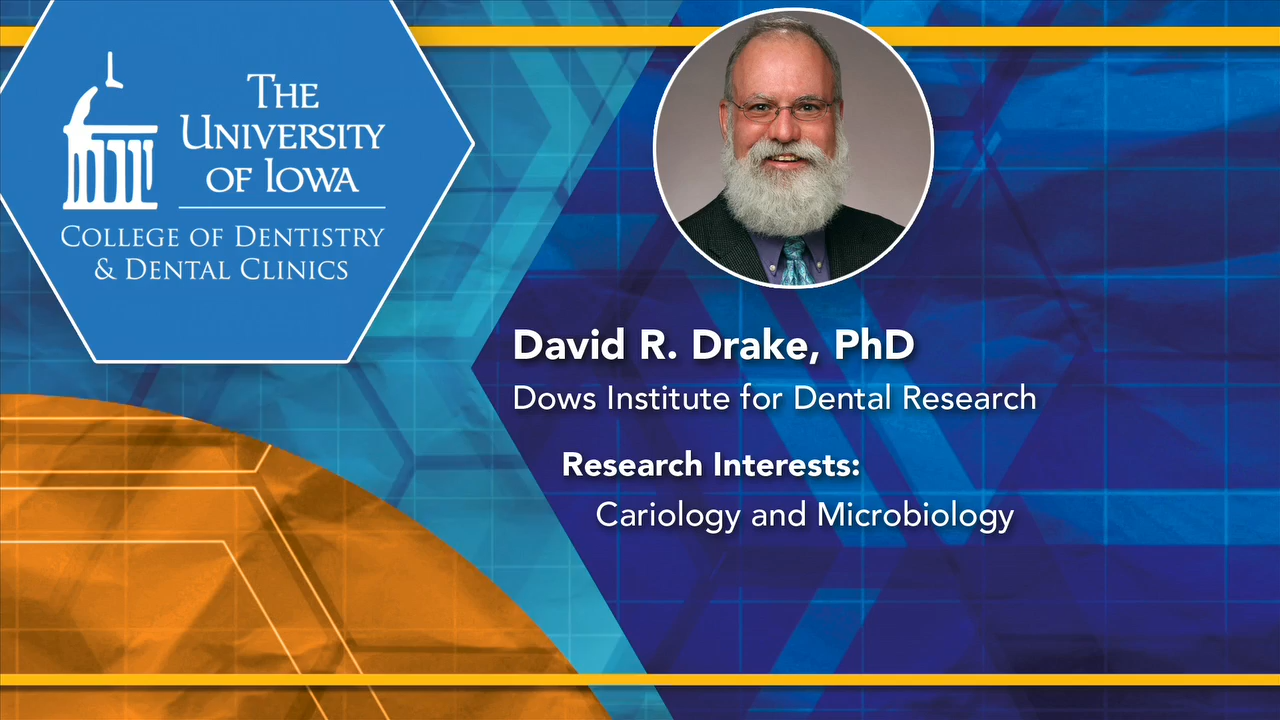 THE
UNIVERSITY
OF IOWA
COLLEGE OF DENTISTRY
& DENTAL CLINICS
David R. Drake, PhD
Dows Institute for Dental Research
Research Interests:
Cariology and Microbiology